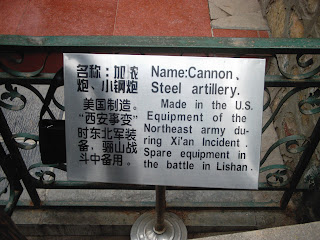 名称：加农炮、小钢炮
美国制造。
"西安事变"
时东北军装
备，骊山战
斗中备用。
Name:Cannon、
Steel artillery.
Made in the U.S.
Equipment of the
Northeast army du-
ring Xi'an Incident.
Spare equipment in
the battle in Lishan.